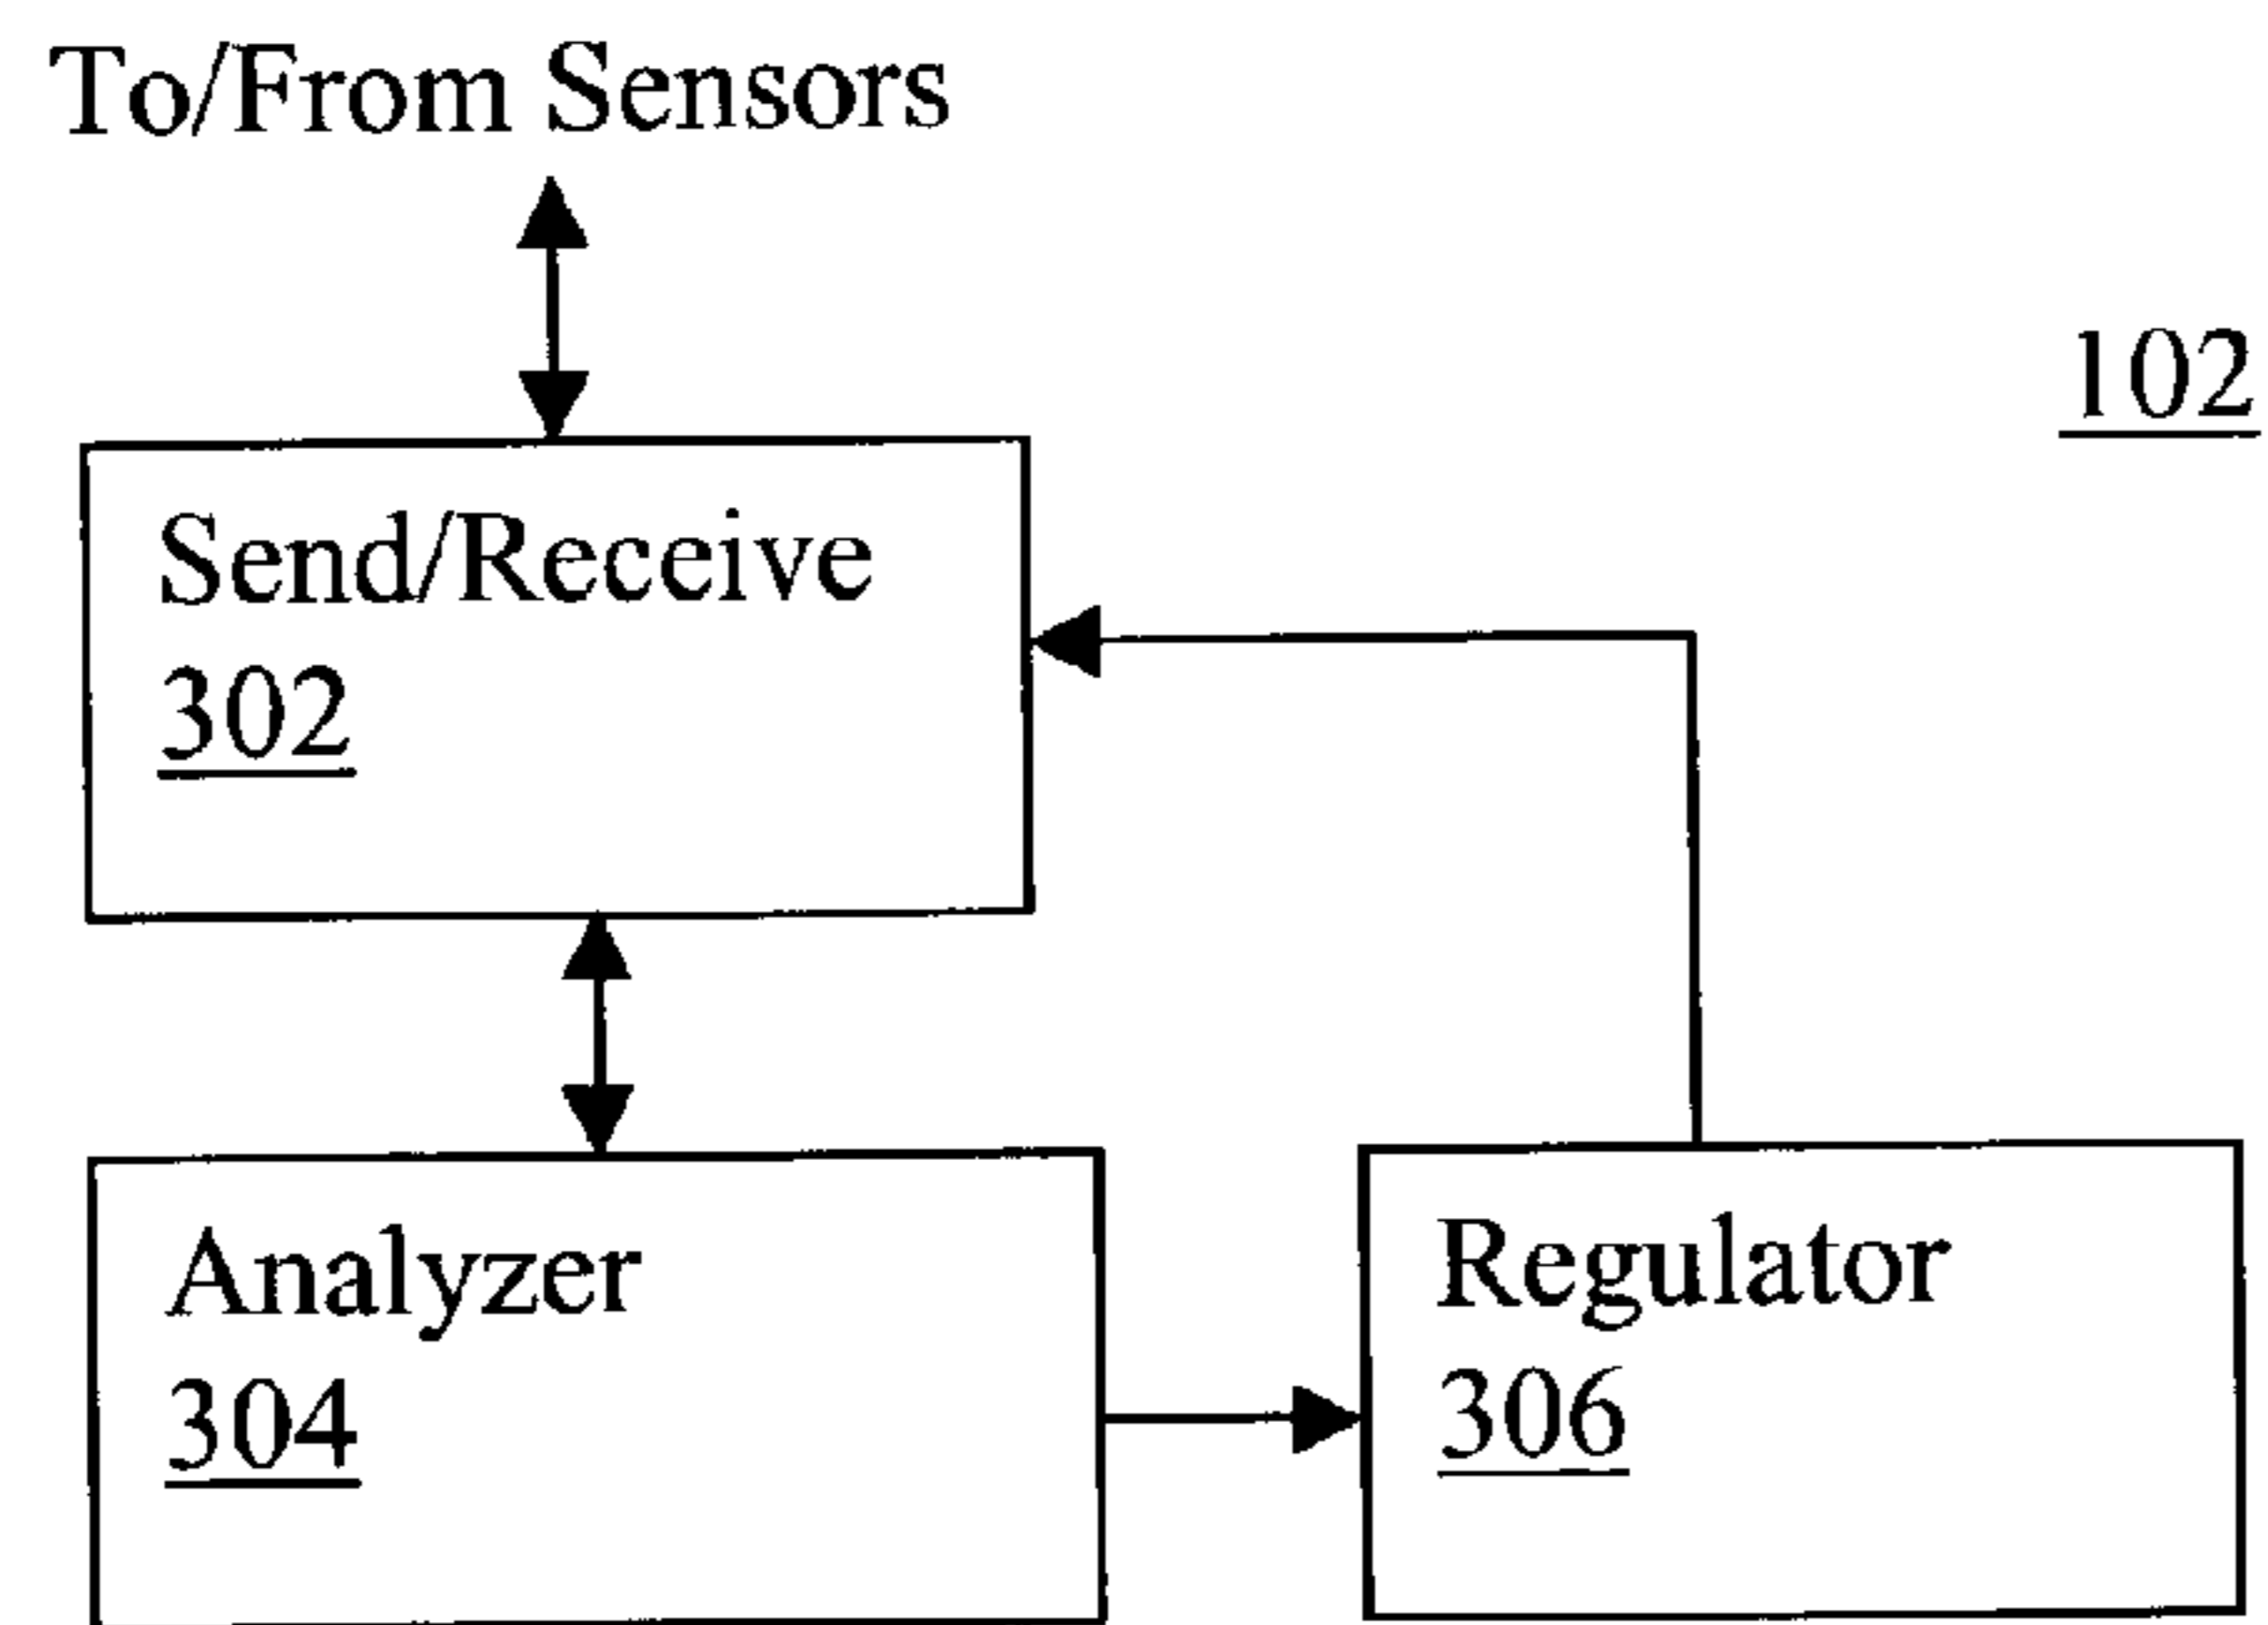 To/From Sensors
102
Send/Receive
302
Analyzer
304
Regulator
306